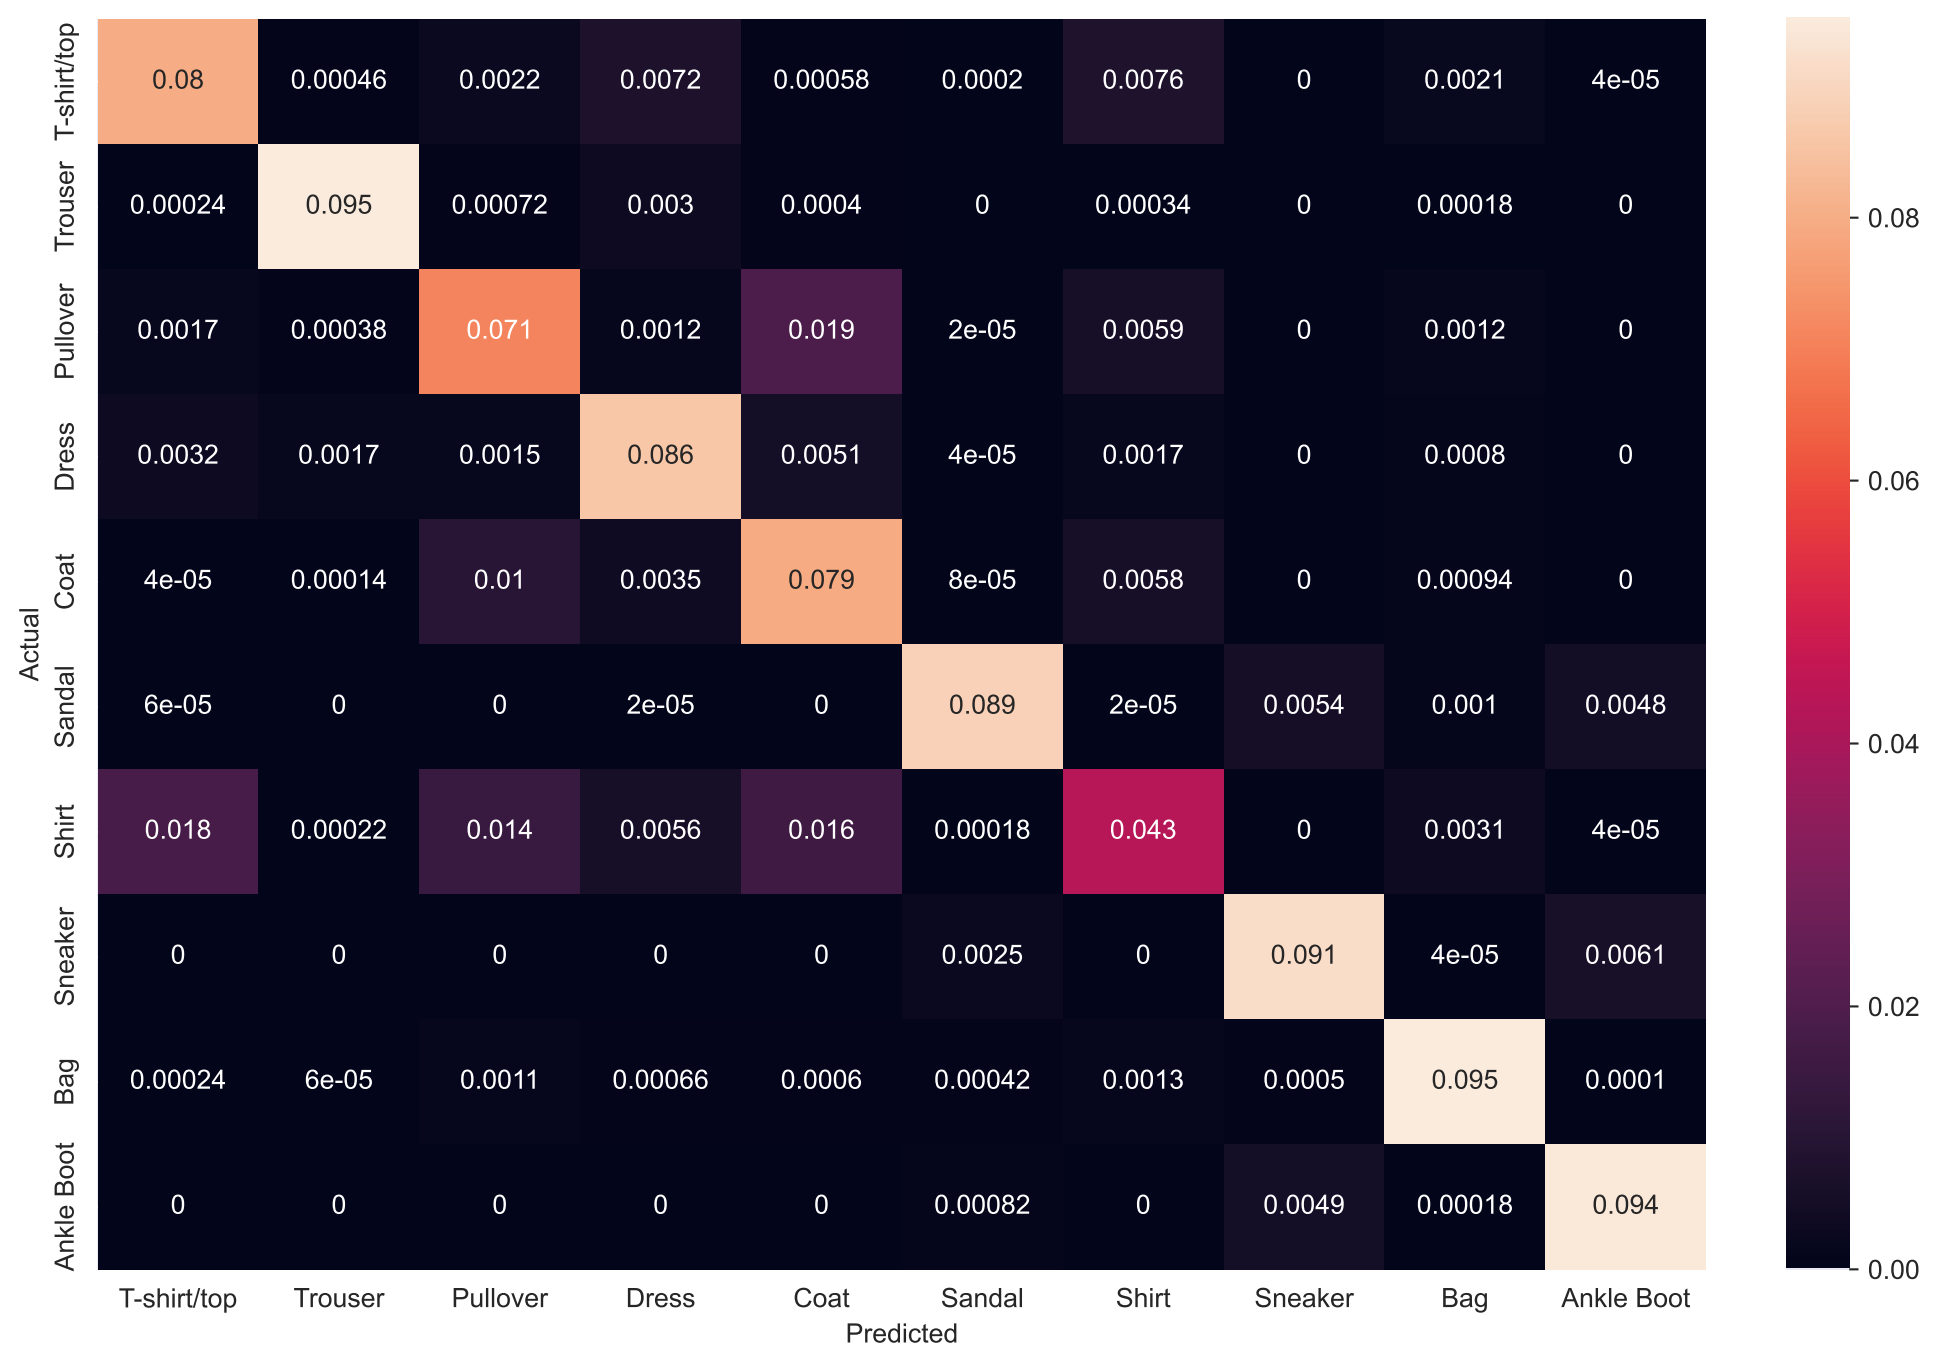 T-shirt/top 0.08 0.00046 0.0022 0.0072 0.00058 0.0002 0.0076 0 0.0021 4e-05
Trouser 0.00024 0.095 0.00072 0.003 0.0004 0 0.00034 0 0.00018 0
0.08
Pullover 0.0017 0.00038 0.071 0.0012 0.019 2e-05 0.0059 0 0.0012 0
Dress 0.0032 0.0017 0.0015 0.086 0.0051 4e-05 0.0017 0 0.0008 0
0.06
Coat 4e-05 0.00014 0.01 0.0035 0.079 8e-05 0.0058 0 0.00094 0
Actual
Sandal 6e-05 0 0 2e-05 0 0.089 2e-05 0.0054 0.001 0.0048
0.04
Shirt 0.018 0.00022 0.014 0.0056 0.016 0.00018 0.043 0 0.0031 4e-05
Sneaker 0 0 0 0 0 0.0025 0 0.091 4e-05 0.0061
0.02
Bag 0.00024 6e-05 0.0011 0.00066 0.0006 0.00042 0.0013 0.0005 0.095 0.0001
Ankle Boot 0 0 0 0 0 0.00082 0 0.0049 0.00018 0.094
0.00
T-shirt/top Trouser Pullover Dress Coat Sandal Shirt Sneaker Bag Ankle Boot
Predicted